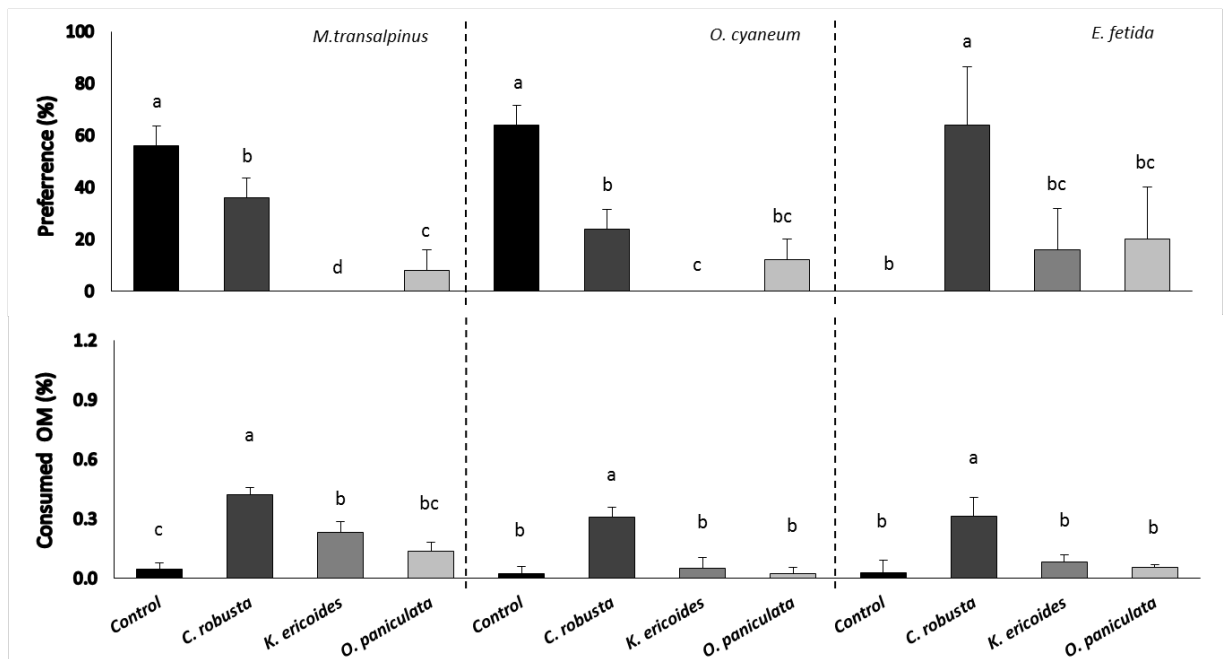 M.transalpinus
O. cyaneum
E. fetida
Preferrence (%)
100
80
60
40
20
0
a
b
d
c
a
b
c
bc
b
a
bc
bc
Consumed OM (%)
1.2
0.9
0.6
0.3
0.0
c
a
b
bc
b
a
b
b
b
a
b
b
Control
C. robusta
K. ericoides
O. paniculata
Control
C. robusta
K. ericoides
O. paniculata
Control
C. robusta
K. ericoides
O. paniculata